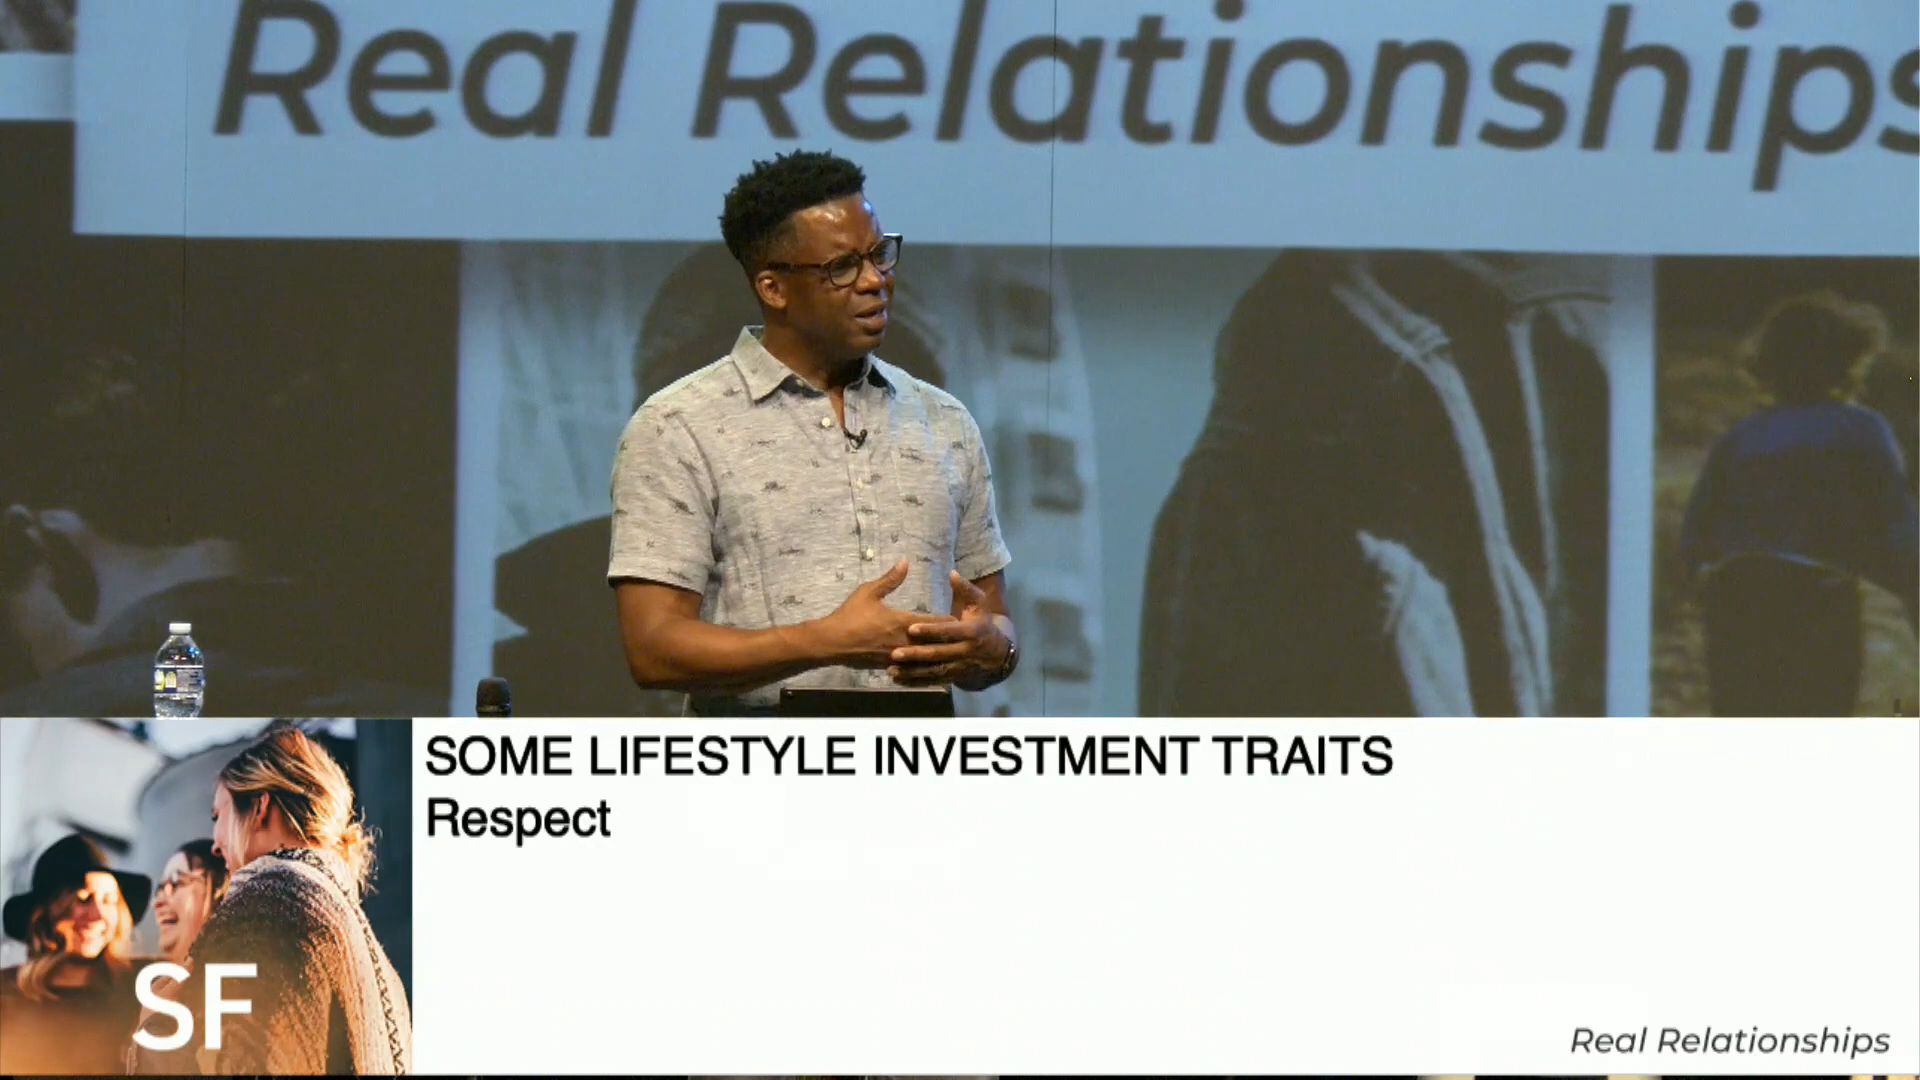 Real Relationships
SOME LIFESTYLE INVESTMENT TRAITS
Respect
SF
Real Relationships